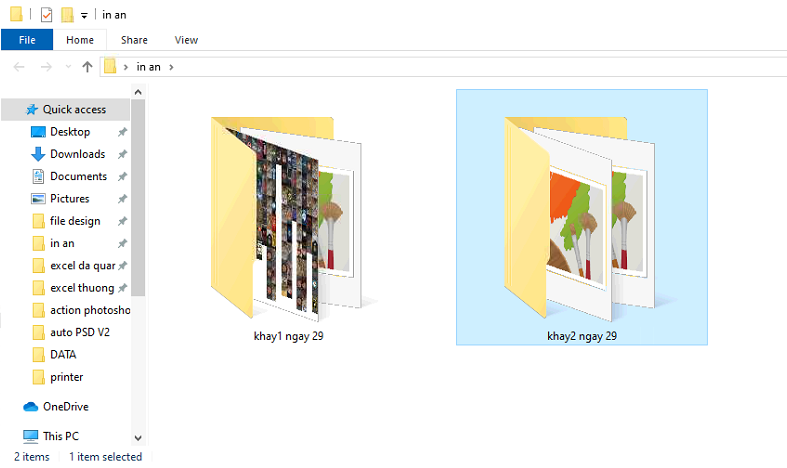 in an
File
Home
Share
View
in an
Quick access
Desktop
Downloads
Documents
Pictures
file design
in an
excel da quar
excel thuong
action photosho
auto PSD V2
DATA
printer
OneDrive
This PC
khay1 ngay 29
khay2 ngay 29
2 items
1 item selected